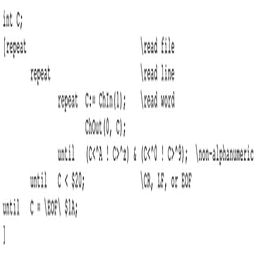 int C;
[repeat \read file
repeat \read line
repeat C:= ChIn(1); \read word
ChOut(0, C);
until (C<^A ! C>^z) & (C<^0 ! C>^9); \non-alphanumeric
until C < $20; \CR, LF, or EOF
until C = \EOF\ $1A;
]